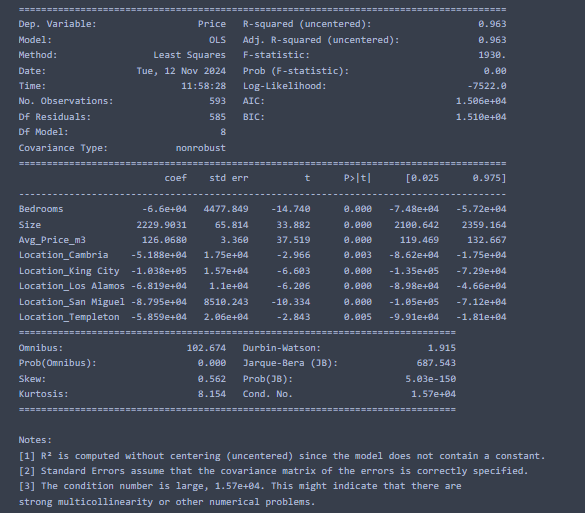 ==============================================================================
Dep. Variable: Price R-squared (uncentered): 0.963
Model: OLS Adj. R-squared (uncentered): 0.963
Method: Least Squares F-statistic: 1930.
Date: Tue, 12 Nov 2024 Prob (F-statistic): 0.00
Time: 11:58:28 Log-Likelihood: -7522.0
No. Observations: 593 AIC: 1.506e+04
Df Residuals: 585 BIC: 1.510e+04
Df Model: 8
Covariance Type: nonrobust
==============================================================================
coef std err t P>|t| [0.025 0.975]
------------------------------------------------------------------------------
Bedrooms -6.6e+04 4477.849 -14.740 0.000 -7.48e+04 -5.72e+04
Size 2229.9031 65.814 33.882 0.000 2100.642 2359.164
Avg_Price_m3 126.0680 3.360 37.519 0.000 119.469 132.667
Location_Cambria -5.188e+04 1.75e+04 -2.966 0.003 -8.62e+04 -1.75e+04
Location_King City -1.038e+05 1.57e+04 -6.603 0.000 -1.35e+05 -7.29e+04
Location_Los Alamos -6.819e+04 1.1e+04 -6.206 0.000 -8.98e+04 -4.66e+04
Location_San Miguel -8.795e+04 8510.243 -10.334 0.000 -1.05e+05 -7.12e+04
Location_Templeton -5.859e+04 2.06e+04 -2.843 0.005 -9.91e+04 -1.81e+04
==============================================================================
Omnibus: 102.674 Durbin-Watson: 1.915
Prob(Omnibus): 0.000 Jarque-Bera (JB): 687.543
Skew: 0.562 Prob(JB): 5.03e-150
Kurtosis: 8.154 Cond. No. 1.57e+04
==============================================================================
Notes:
[1] R² is computed without centering (uncentered) since the model does not contain a constant.
[2] Standard Errors assume that the covariance matrix of the errors is correctly specified.
[3] The condition number is large, 1.57e+04. This might indicate that there are
strong multicollinearity or other numerical problems.